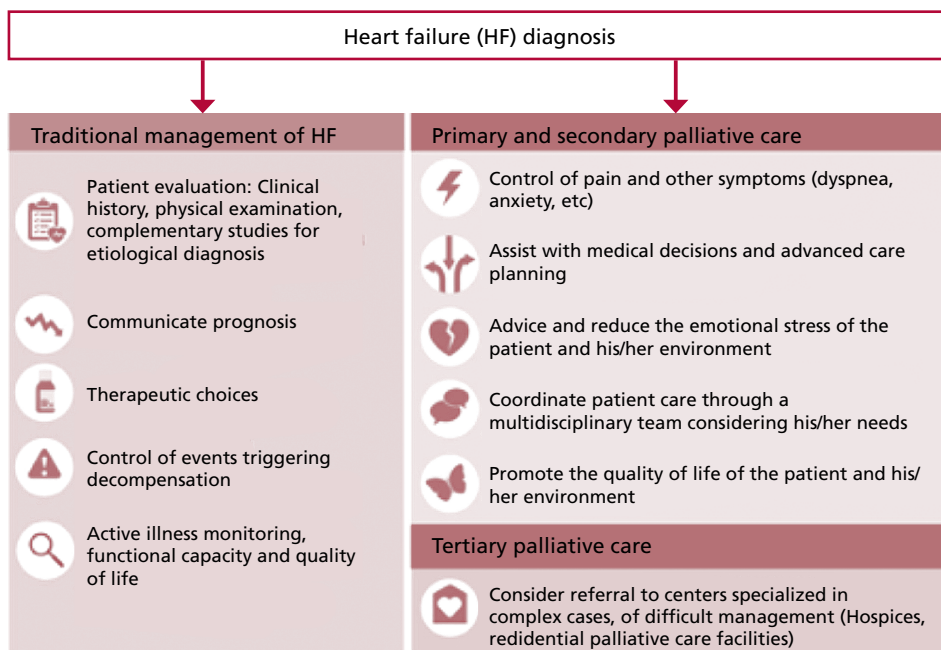 Heart failure (HF) diagnosis
Traditional management of HF
Patient evaluation: Clinical
history, physical examination,
complementary studies for
etiological diagnosis
Communicate prognosis
Therapeutic choices
Control of events triggering
decompensation
Active illness monitoring,
functional capacity and quality
of life
Primary and secondary palliative care
Control of pain and other symptoms (dyspnea,
anxiety, etc)
Assist with medical decisions and advanced care
planning
Advice and reduce the emotional stress of the
patient and his/her environment
Coordinate patient care through a
multidisciplinary team considering his/her needs
Promote the quality of life of the patient and his/
her environment
Tertiary palliative care
Consider referral to centers specialized in
complex cases, of difficult management (Hospices,
redidential palliative care facilities)